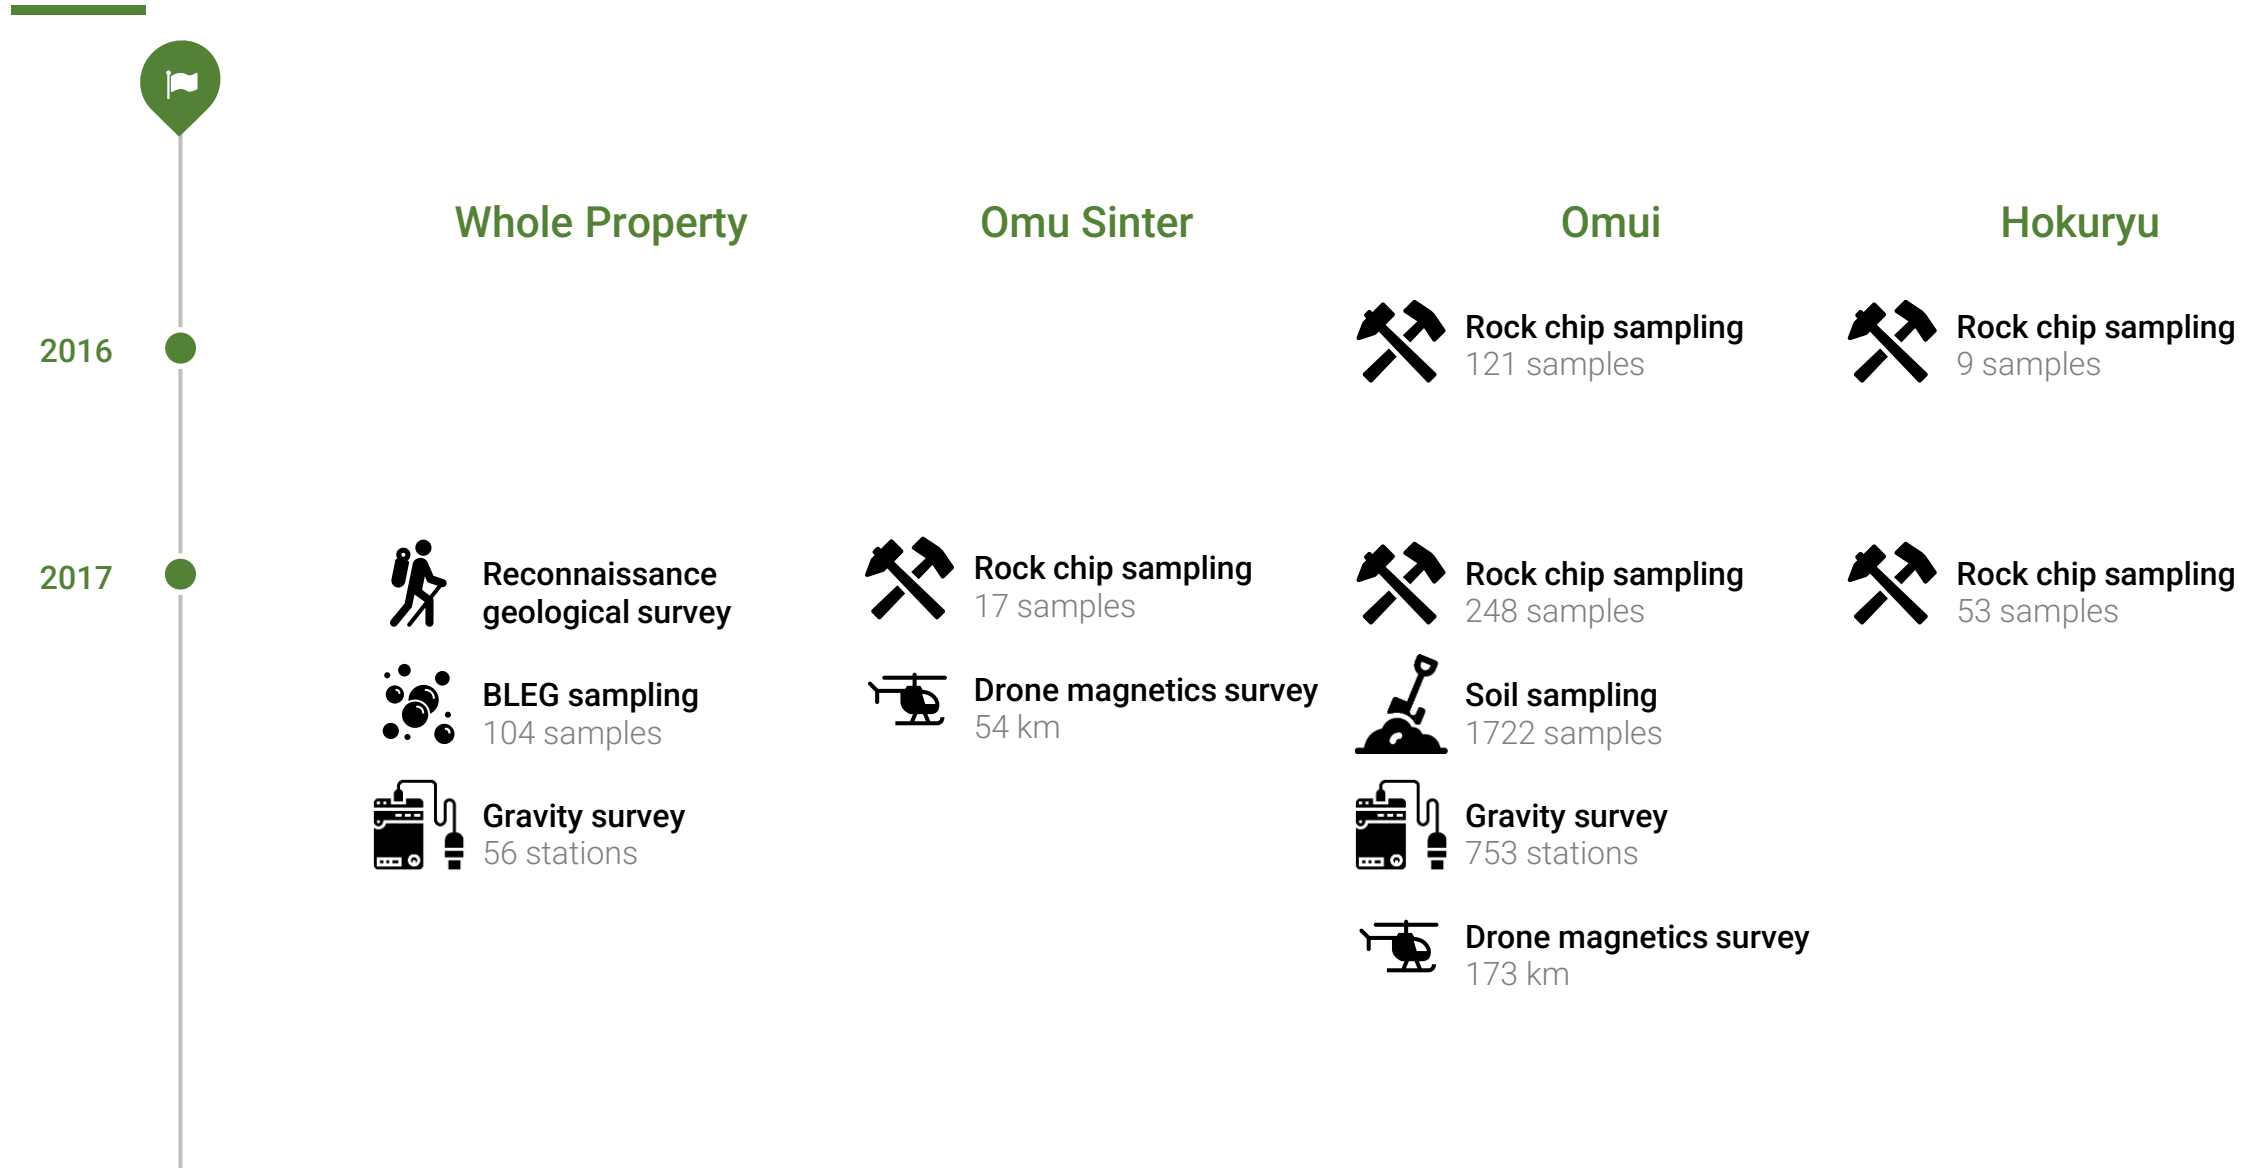 Whole Property
Omu Sinter
Omui
Hokuryu
2016
Rock chip sampling
121 samples
Rock chip sampling
9 samples
2017
Reconnaissance
geological survey
BLEG sampling
104 samples
Gravity survey
56 stations
Rock chip sampling
17 samples
Drone magnetics survey
54 km
Rock chip sampling
248 samples
Soil sampling
1722 samples
Gravity survey
753 stations
Drone magnetics survey
173 km
Rock chip sampling
53 samples